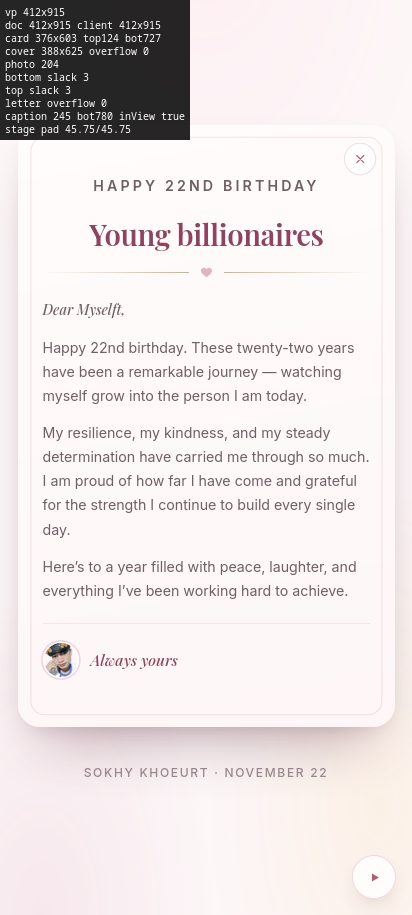 vp 412x915
doc 412x915 client 412x915
card 376x603 top124 bot727
cover 388x625 overflow 0
photo 204
bottom slack 3
top slack 3
letter overflow 0
caption 245 bot780 inView true
stage pad 45.75/45.75
HAPPY 22ND BIRTHDAY
Young billionaires
Dear Myselft,
Happy 22nd birthday. These twenty-two years
have been a remarkable journey — watching
myself grow into the person I am today.
My resilience, my kindness, and my steady
determination have carried me through so much.
I am proud of how far I have come and grateful
for the strength I continue to build every single
day.
Here’s to a year filled with peace, laughter, and
everything I’ve been working hard to achieve.
Always yours
SOKHY KHOEURT · NOVEMBER 22